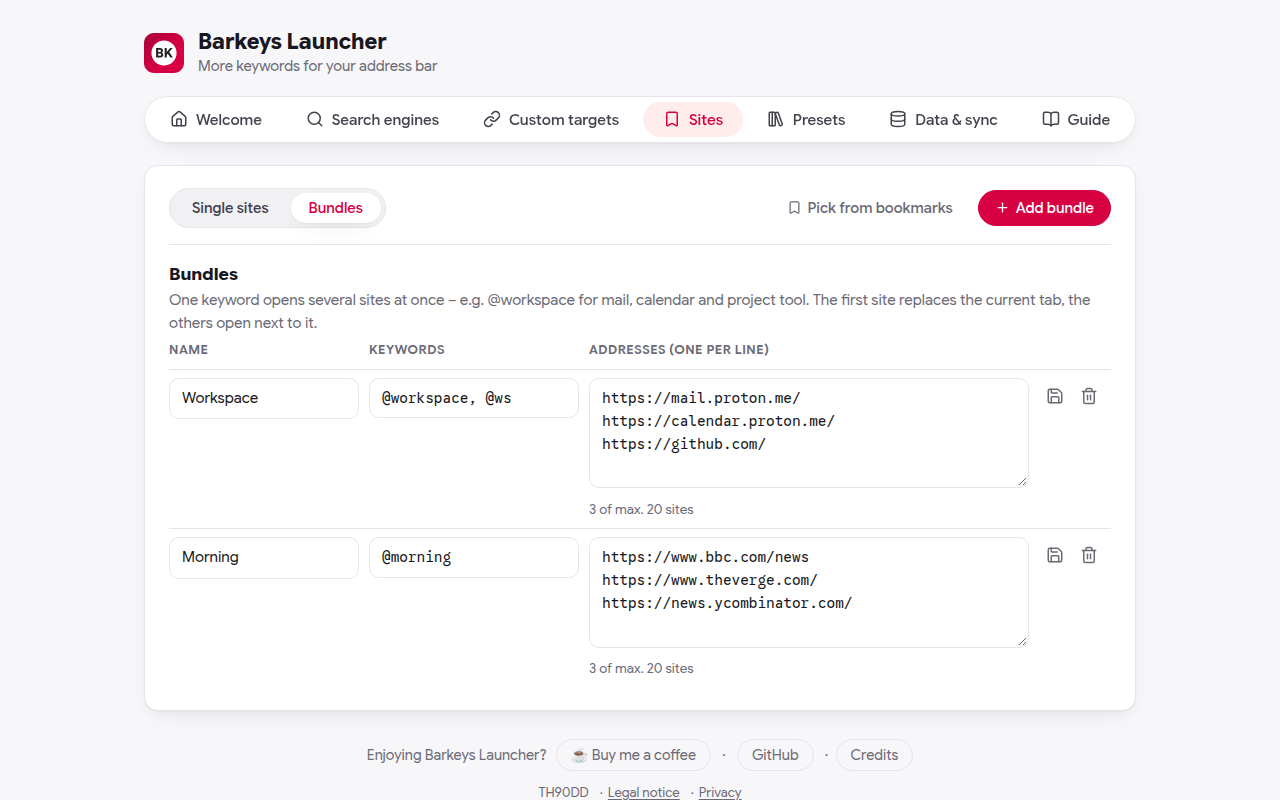 BK
Barkeys Launcher
More keywords for your address bar
Welcome
Search engines
Custom targets
Sites
Presets
Data & sync
Guide
Single sites
Bundles
Pick from bookmarks
+ Add bundle
Bundles
One keyword opens several sites at once – e.g. @workspace for mail, calendar and project tool. The first site replaces the current tab, the
others open next to it.
NAME
KEYWORDS
ADDRESSES (ONE PER LINE)
Workspace
@workspace, @ws
https://mail.proton.me/
https://calendar.proton.me/
https://github.com/
3 of max. 20 sites
Morning
@morning
https://www.bbc.com/news
https://www.theverge.com/
https://news.ycombinator.com/
3 of max. 20 sites
Enjoying Barkeys Launcher? ☕ Buy me a coffee · GitHub · Credits
TH90DD · Legal notice · Privacy